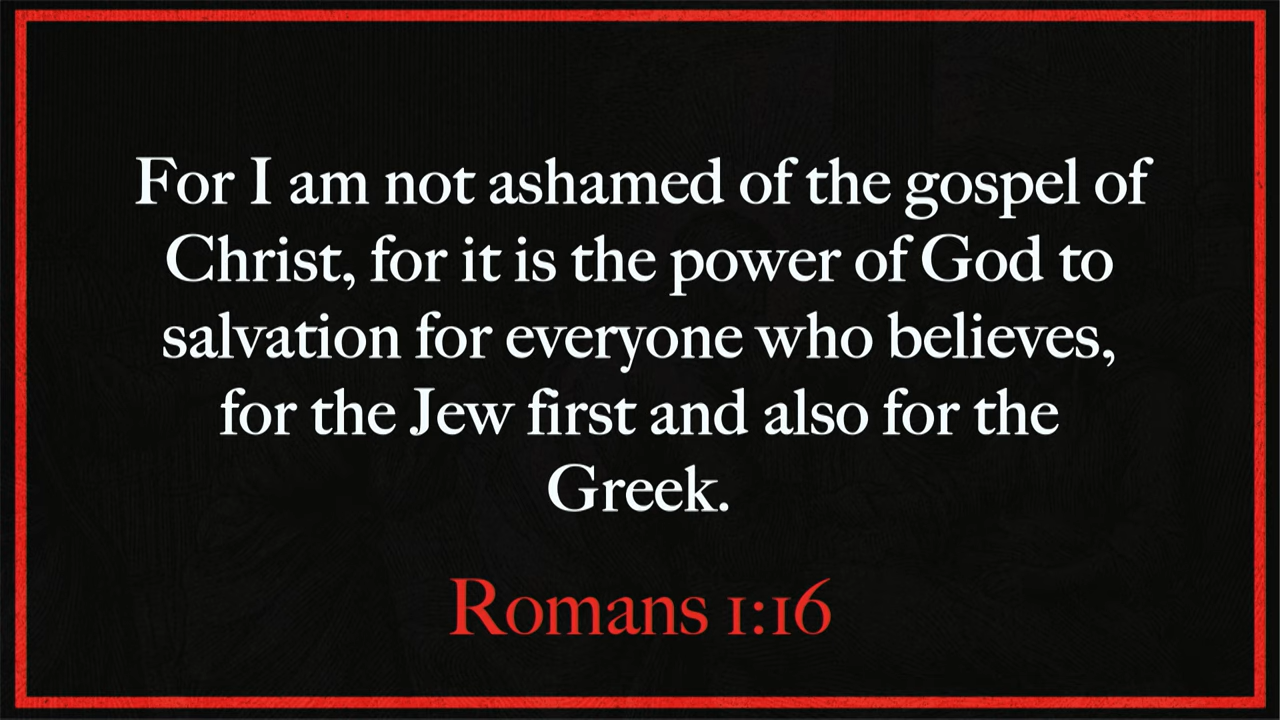 For I am not ashamed of the gospel of
Christ, for it is the power of God to
salvation for everyone who believes,
for the Jew first and also for the
Greek.
Romans 1:16